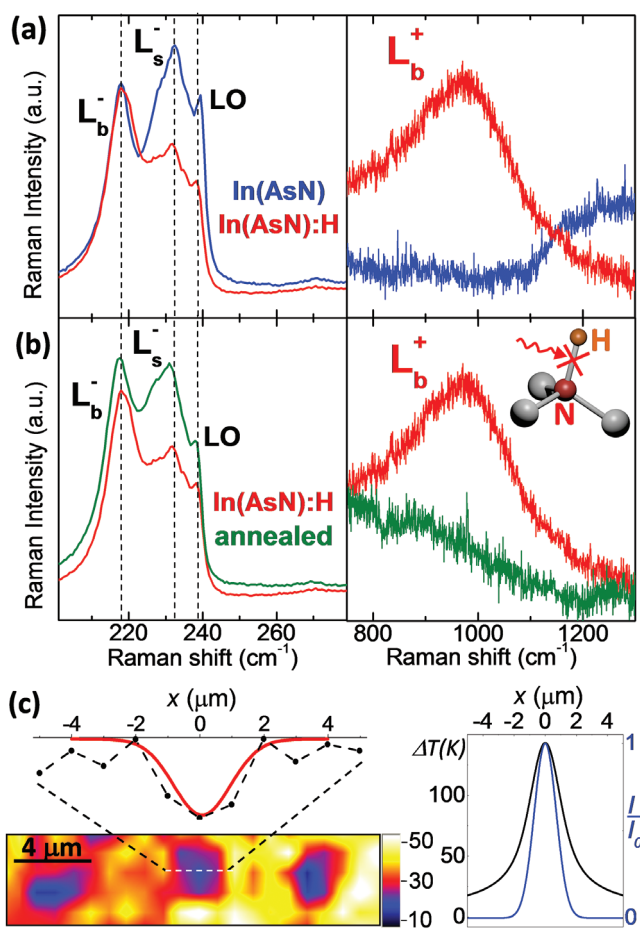 (a)
L_s^-
L_b^-
LO
In(AsN)
In(AsN):H
L_b^+
Raman Intensity (a.u.)
(b)
L_s^-
L_b^-
LO
In(AsN):H
annealed
L_b^+
H
N
Raman Intensity (a.u.)
220 240 260 800 1000 1200
Raman shift (cm^-1) Raman shift (cm^-1)
(c)
x (μm)
-4 -2 0 2 4
4 μm
-50
-30
-10
x (μm)
-4 -2 0 2 4
ΔT(K)
100
50
0
1
I/I_0
0